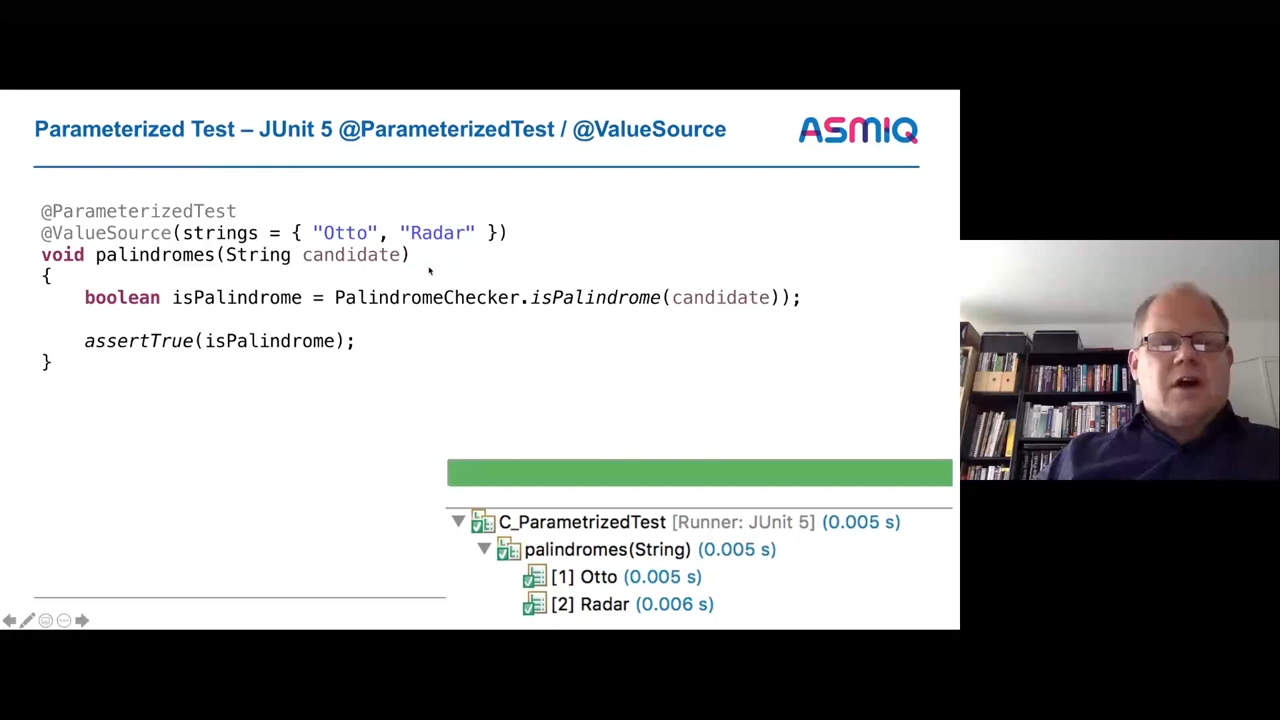 Parameterized Test – JUnit 5 @ParameterizedTest / @ValueSource
ASMIQ
@ParameterizedTest
@ValueSource(strings = { "Otto", "Radar" })
void palindromes(String candidate)
{
boolean isPalindrome = PalindromeChecker.isPalindrome(candidate));
assertTrue(isPalindrome);
}
C_ParametrizedTest [Runner: JUnit 5] (0.005 s)
palindromes(String) (0.005 s)
[1] Otto (0.005 s)
[2] Radar (0.006 s)